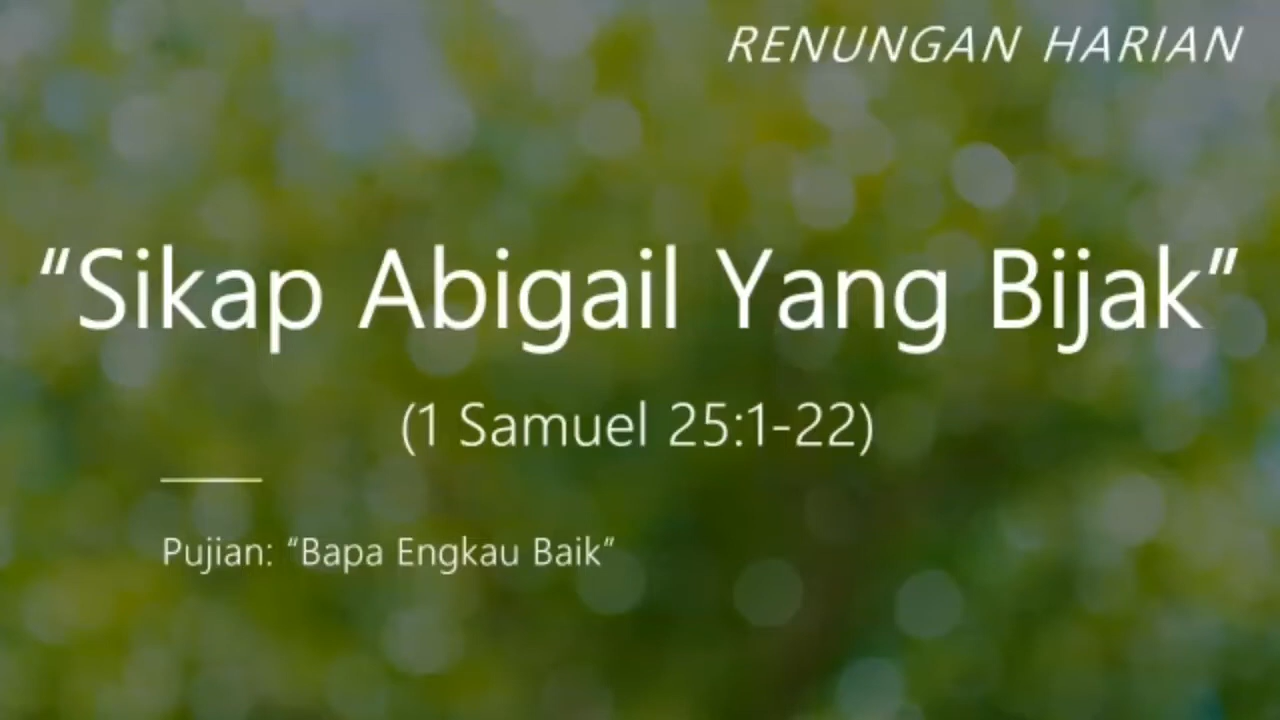 RENUNGAN HARIAN
“Sikap Abigail Yang Bijak”
(1 Samuel 25:1-22)
Pujian: “Bapa Engkau Baik”